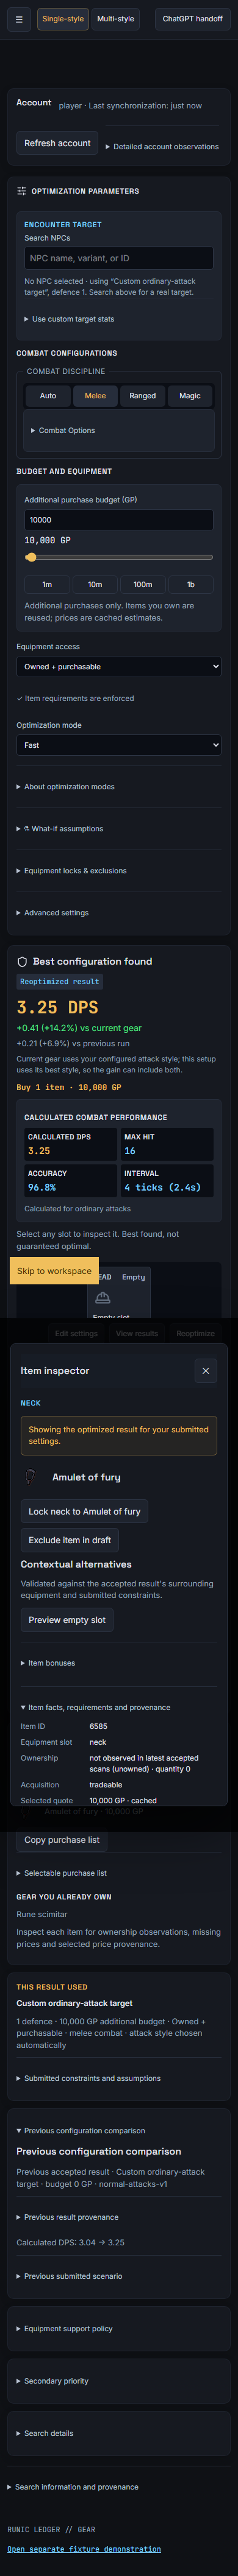 ☰
Single-style
Multi-style
ChatGPT handoff
Account
player · Last synchronization: just now
Refresh account
▶ Detailed account observations
OPTIMIZATION PARAMETERS
ENCOUNTER TARGET
Search NPCs
NPC name, variant, or ID
No NPC selected · using "Custom ordinary-attack
target", defence 1. Search above for a real target.
▶ Use custom target stats
COMBAT CONFIGURATIONS
COMBAT DISCIPLINE
Auto
Melee
Ranged
Magic
▶ Combat Options
BUDGET AND EQUIPMENT
Additional purchase budget (GP)
10000
10,000 GP
1m
10m
100m
1b
Additional purchases only. Items you own are
reused; prices are cached estimates.
Equipment access
Owned + purchasable
✓ Item requirements are enforced
Optimization mode
Fast
▶ About optimization modes
▶ ⚗ What-if assumptions
▶ Equipment locks & exclusions
▶ Advanced settings
Best configuration found
Reoptimized result
3.25 DPS
+0.41 (+14.2%) vs current gear
+0.21 (+6.9%) vs previous run
Current gear uses your configured attack style; this setup
uses its best style, so the gain include both.
Buy 1 item · 10,000 GP
CALCULATED COMBAT PERFORMANCE
CALCULATED DPS
3.25
MAX HIT
16
ACCURACY
96.8%
INTERVAL
4 ticks (2.4s)
Calculated for ordinary attacks
Select any slot to inspect it. Best found, not
guaranteed optimal.
Skip to workspace
EAD
Empty
Empty slot
Edit settings
View results
Reoptimize
Item inspector
NECK
Showing the optimized result for your submitted
settings.
Amulet of fury
Lock neck to Amulet of fury
Exclude item in draft
Contextual alternatives
Validated against the accepted result's surrounding
equipment and submitted constraints.
Preview empty slot
▶ Item bonuses
▼ Item facts, requirements and provenance
Item ID
6585
Equipment slot
neck
Ownership
not observed in latest accepted
scans (unowned) · quantity 0
Acquisition
tradeable
Selected quote
10,000 GP · cached
Amulet of fury · 10,000 GP
Copy purchase list
▶ Selectable purchase list
GEAR YOU ALREADY OWN
Rune scimitar
Inspect each item for ownership observations, missing
prices and selected price provenance.
THIS RESULT USED
Custom ordinary-attack target
1 defence · 10,000 GP additional budget · Owned +
purchasable · melee combat · attack style chosen
automatically
▶ Submitted constraints and assumptions
▼ Previous configuration comparison
Previous configuration comparison
Previous accepted result · Custom ordinary-attack
target · budget 0 GP · normal-attacks-v1
▶ Previous result provenance
Calculated DPS: 3.04 → 3.25
▶ Previous submitted scenario
▶ Equipment support policy
▶ Secondary priority
▶ Search details
▶ Search information and provenance
RUNIC LEDGER // GEAR
Open separate fixture demonstration